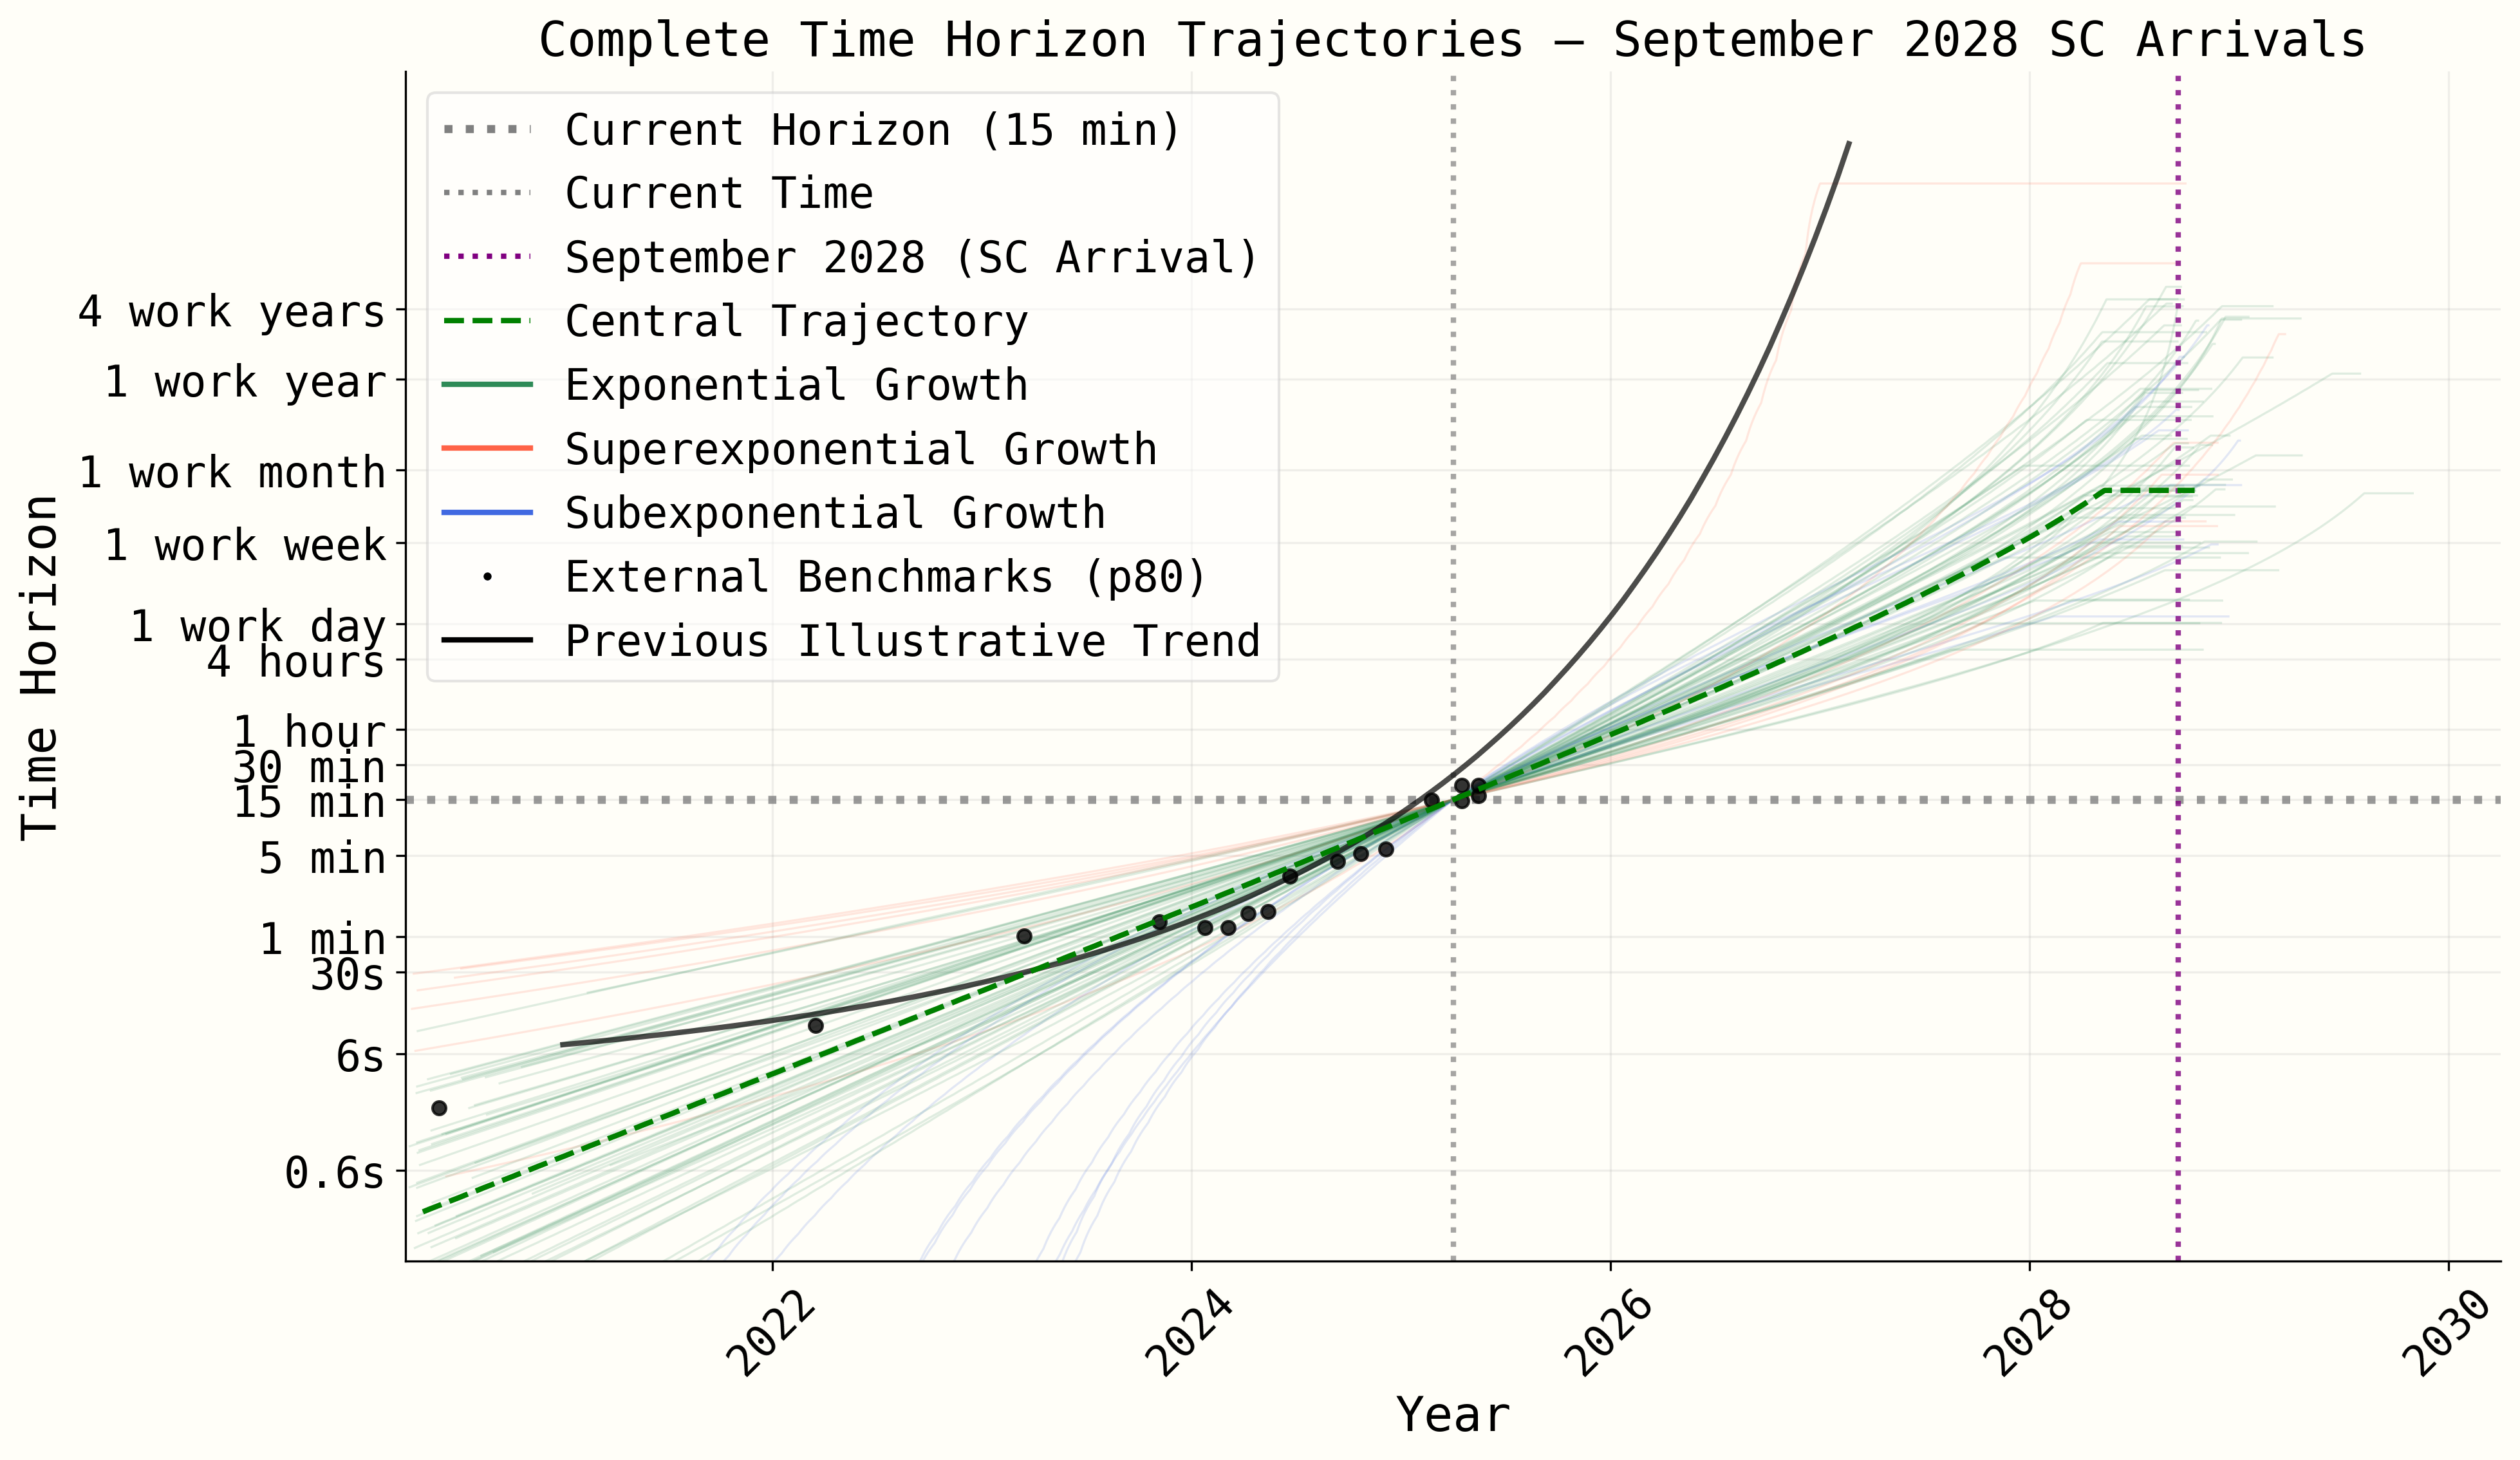 Complete Time Horizon Trajectories — September 2028 SC Arrivals
Current Horizon (15 min)
Current Time
September 2028 (SC Arrival)
Central Trajectory
Exponential Growth
Superexponential Growth
Subexponential Growth
External Benchmarks (p80)
Previous Illustrative Trend
Time Horizon
4 work years
1 work year
1 work month
1 work week
1 work day
4 hours
1 hour
30 min
15 min
5 min
1 min
30s
6s
0.6s
2022
2024
2026
2028
2030
Year